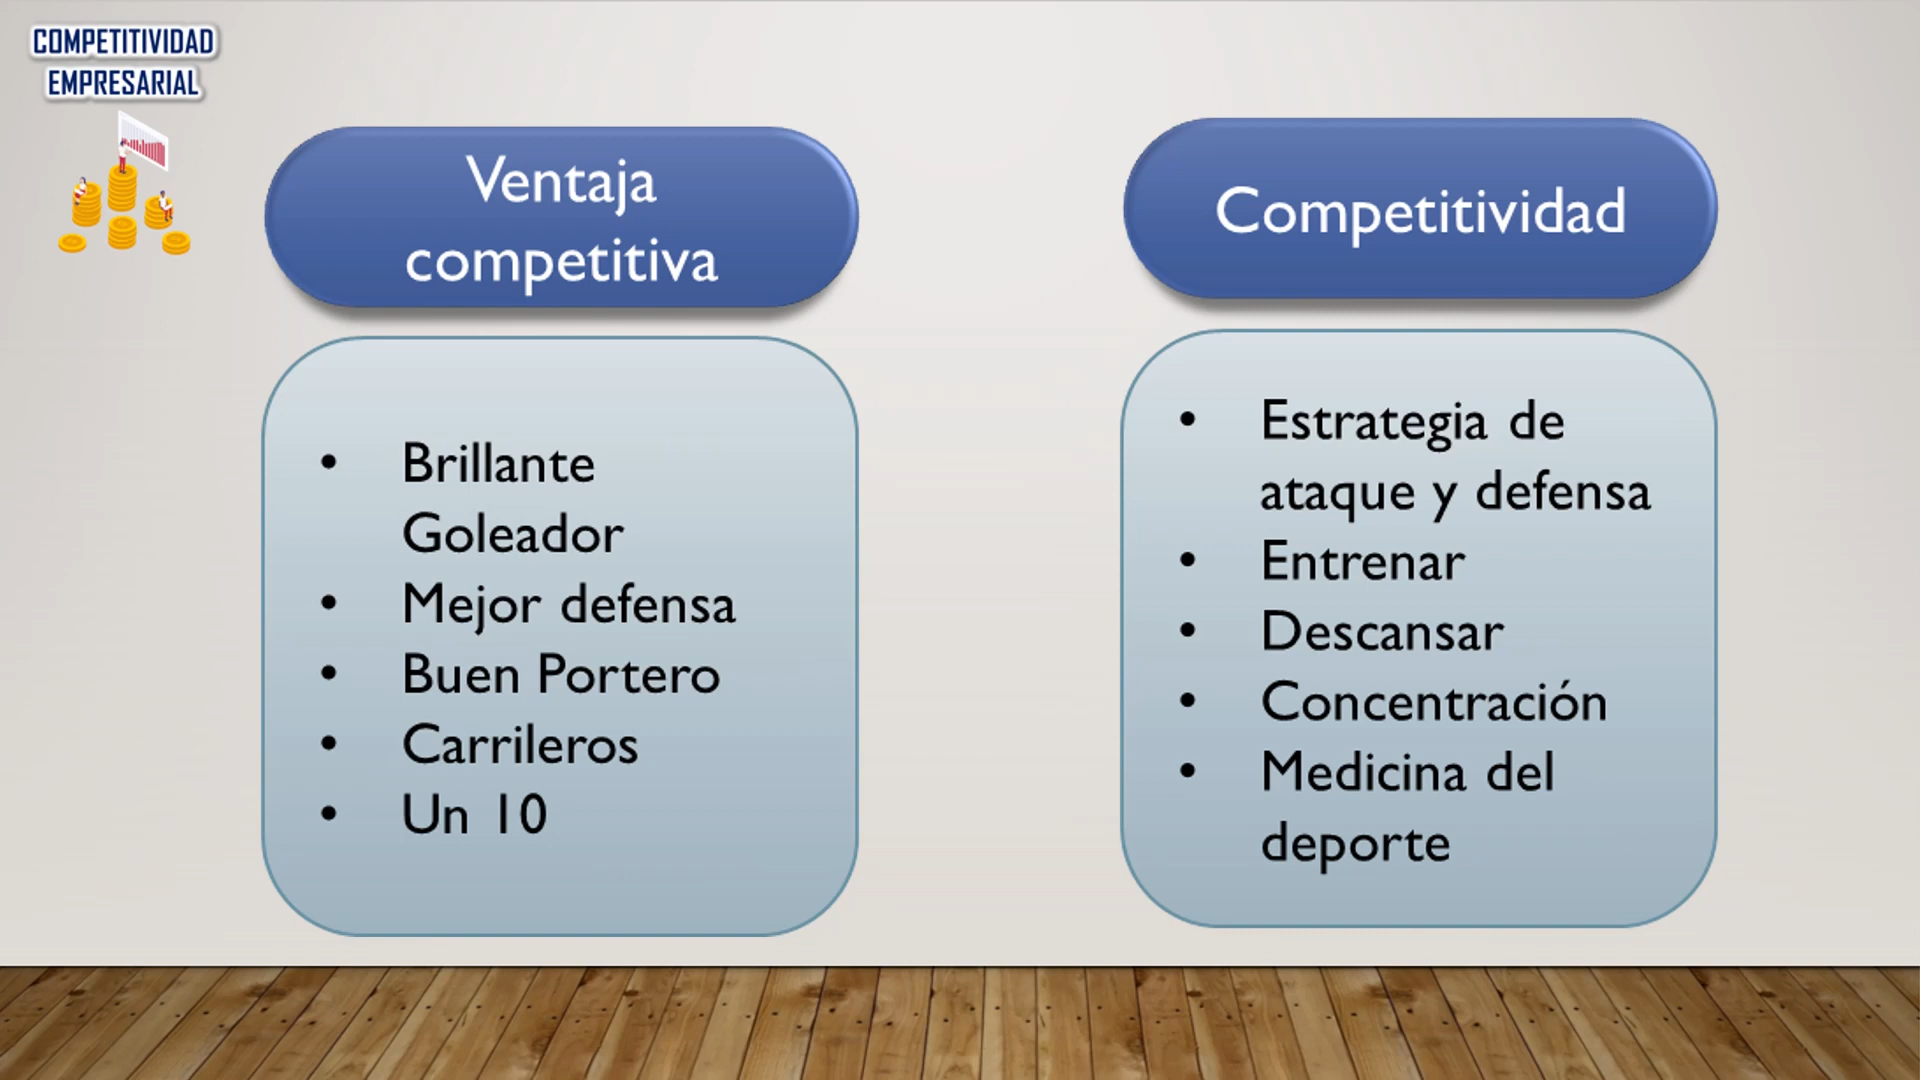 COMPETITIVIDAD
EMPRESARIAL
Ventaja
competitiva
• Brillante
Goleador
• Mejor defensa
• Buen Portero
• Carrileros
• Un 10
Competitividad
• Estrategia de
ataque y defensa
• Entrenar
• Descansar
• Concentración
• Medicina del
deporte